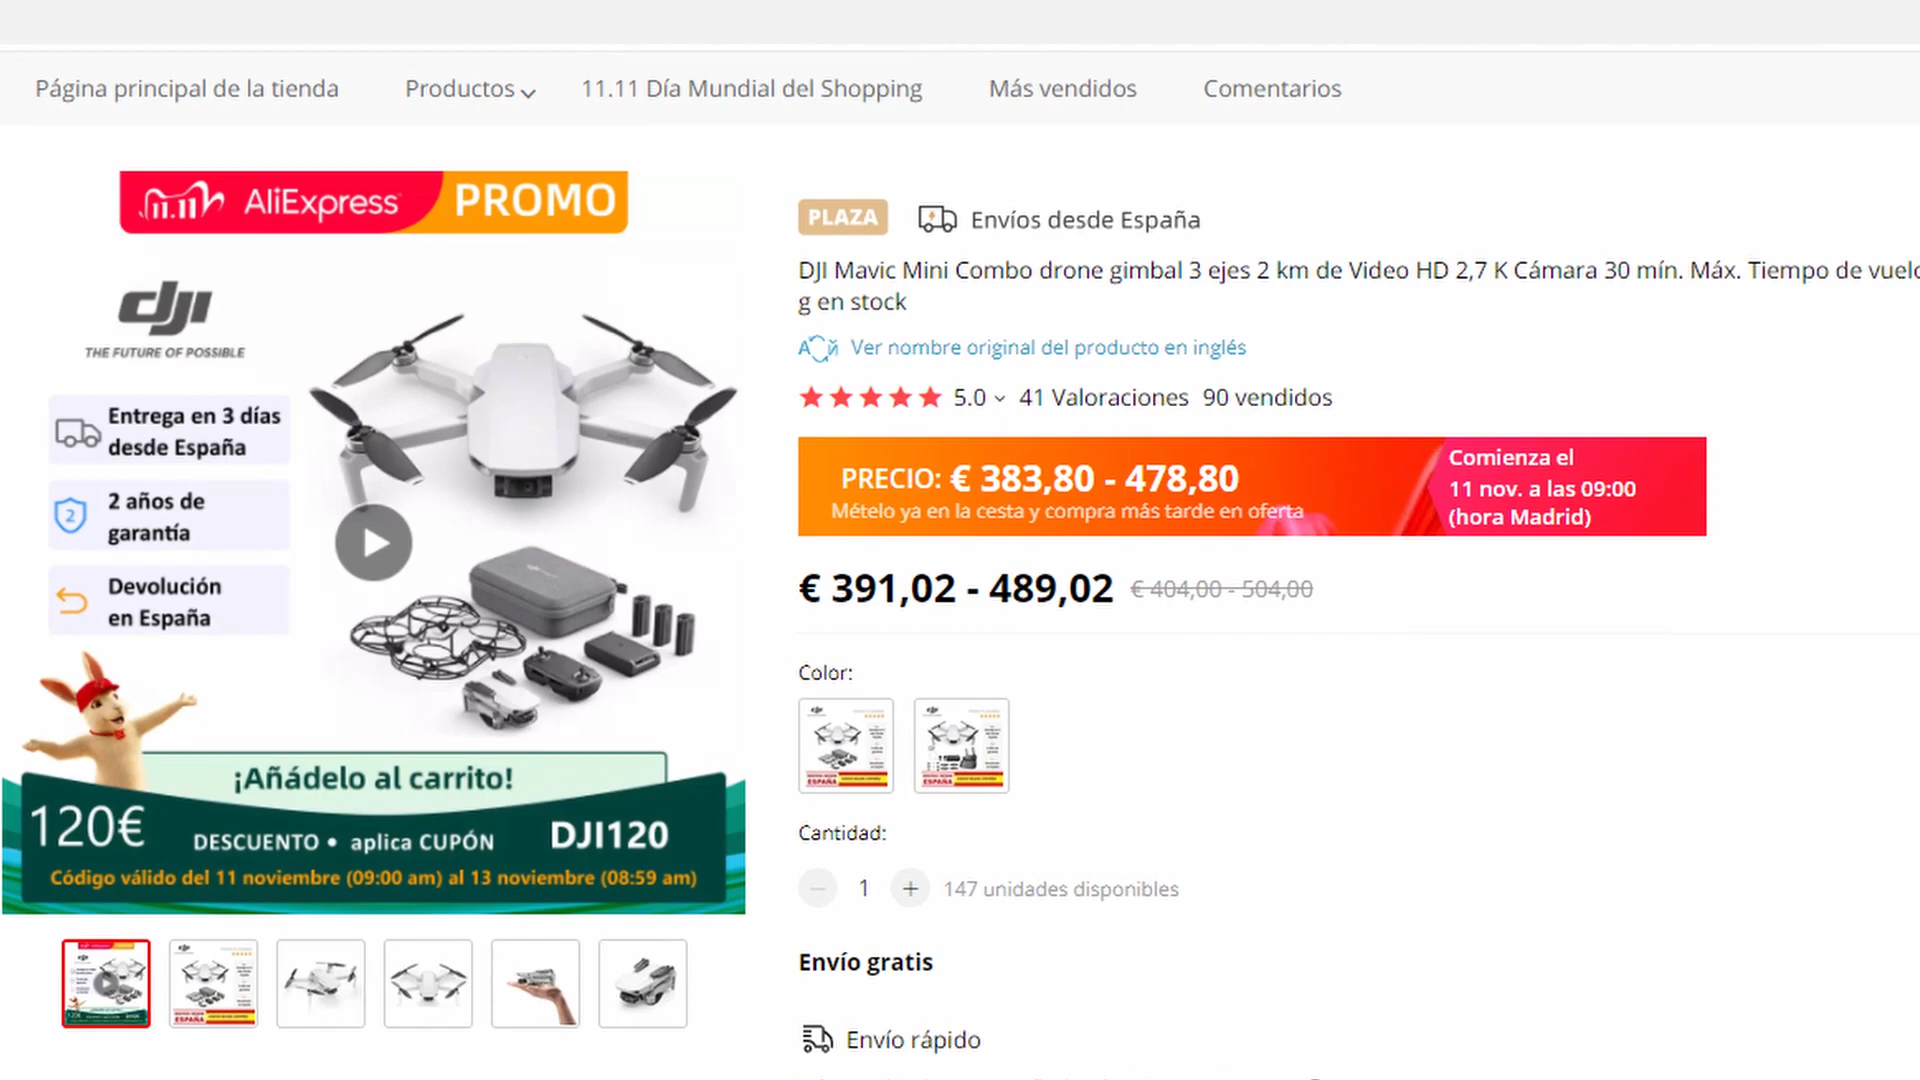 Página principal de la tienda
Productos
11.11 Día Mundial del Shopping
Más vendidos
Comentarios
11.11 AliExpress PROMO
dji
THE FUTURE OF POSSIBLE
Entrega en 3 días
desde España
2
2 años de
garantía
Devolución
en España
¡Añádelo al carrito!
120€ DESCUENTO • aplica CUPÓN DJI120
Código válido del 11 noviembre (09:00 am) al 13 noviembre (08:59 am)
PLAZA Envíos desde España
DJI Mavic Mini Combo drone gimbal 3 ejes 2 km de Video HD 2,7 K Cámara 30 mín. Máx. Tiempo de vuelo
g en stock
Ver nombre original del producto en inglés
5.0 41 Valoraciones 90 vendidos
PRECIO: € 383,80 - 478,80
Mételo ya en la cesta y compra más tarde en oferta
Comienza el
11 nov. a las 09:00
(hora Madrid)
€ 391,02 - 489,02 € 404,00 - 504,00
Color:
ESPAÑA
ESPAÑA
Cantidad:
1 + 147 unidades disponibles
Envío gratis
Envío rápido